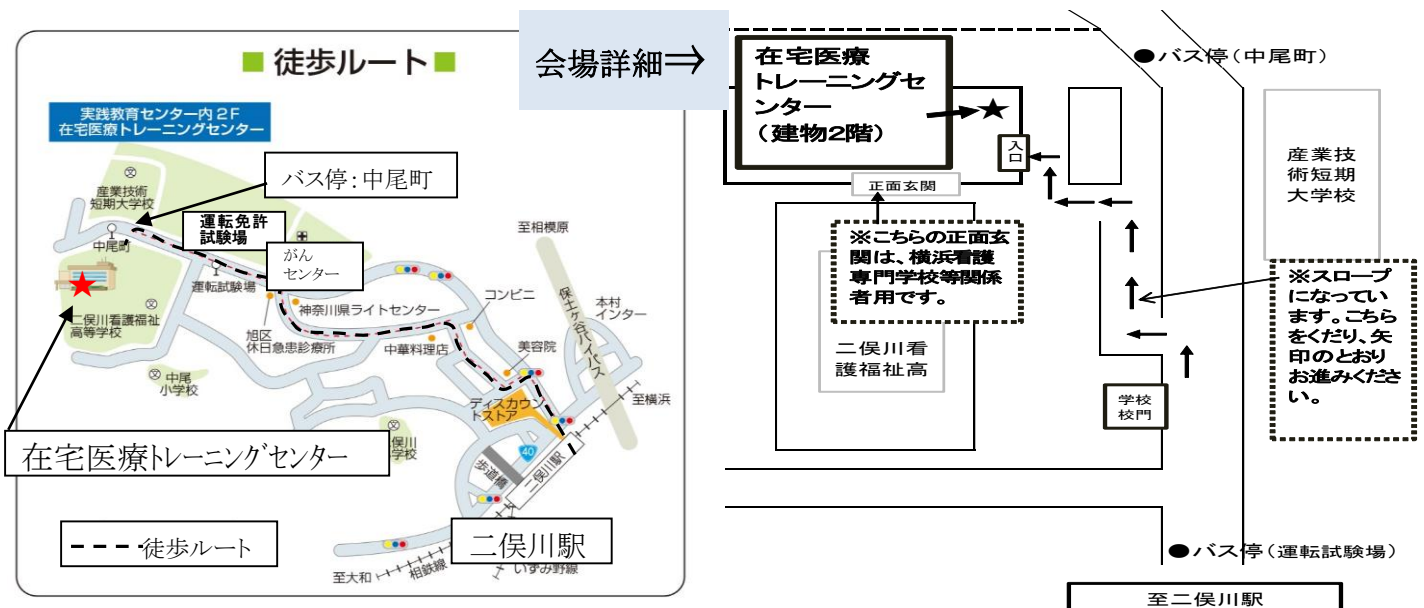 ■ 徒歩ルート ■
実践教育センター内 2F
在宅医療トレーニングセンター
バス停:中尾町
産業技術
短期大学校
運転免許
試験場
中尾町
がん
センター
運転試験場
至相模原
コンビニ
本村
インター
保土ヶ谷バイパス
神奈川県ライトセンター
旭区
休日急患診療所
中華料理店
美容院
二俣川看護福祉
高等学校
中尾
小学校
ディスカウン
トストア
至横浜
在宅医療トレーニングセンター
俣川
学校
40
歩道橋
二俣川駅
徒歩ルート
二俣川駅
至大和
相鉄線
いずみ野線
会場詳細⇒
在宅医療
トレーニングセ
ンター
(建物2階)
入口
正面玄関
●バス停(中尾町)
産業技
術短期
大学校
※こちらの正面玄
関は、横浜看護
専門学校等関係
者用です。
二俣川看
護福祉高
※スロープ
になってい
ます。こちら
をくだり、矢
印のとおり
お進みくださ
い。
学校
校門
●バス停(運転試験場)
至二俣川駅